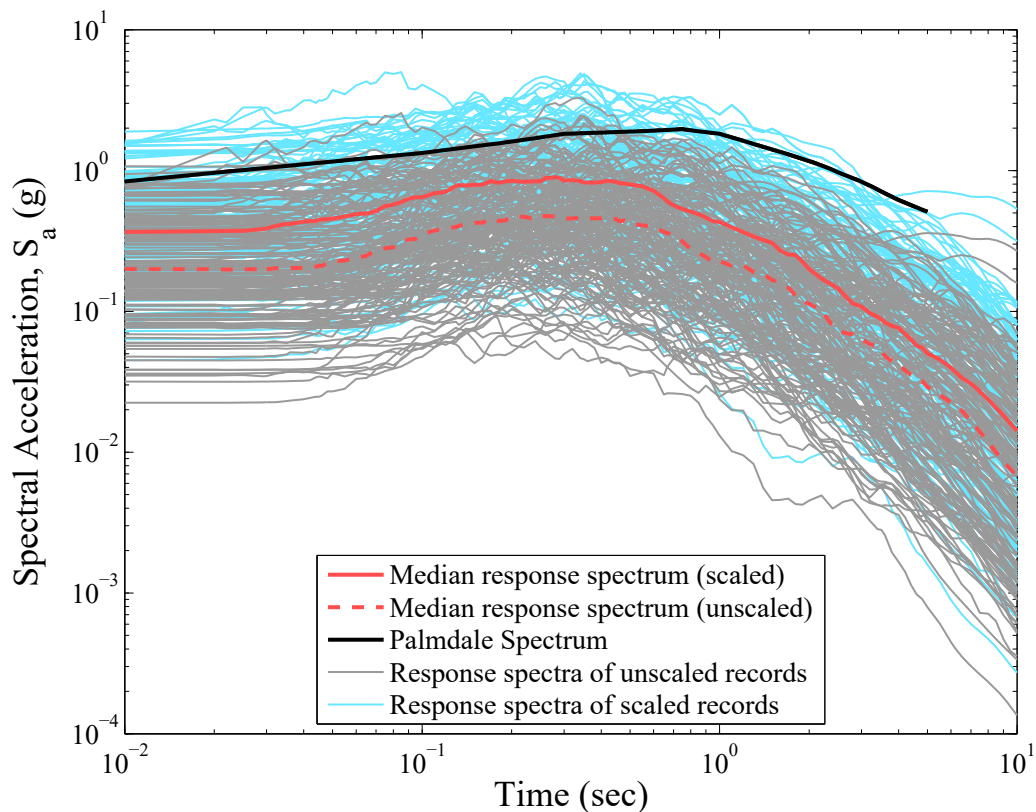 10^1
10^0
10^-1
10^-2
10^-3
10^-4
Spectral Acceleration, S_a (g)
Median response spectrum (scaled)
Median response spectrum (unscaled)
Palmdale Spectrum
Response spectra of unscaled records
Response spectra of scaled records
10^-2 10^-1 10^0 10^1
Time (sec)